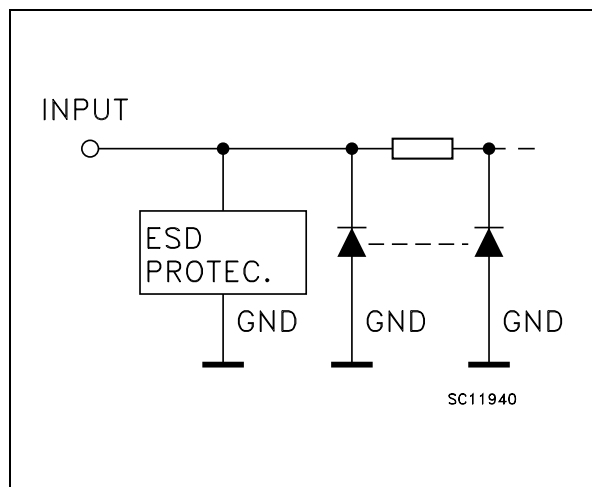 INPUT
ESD
PROTEC.
GND
GND
GND
SC11940